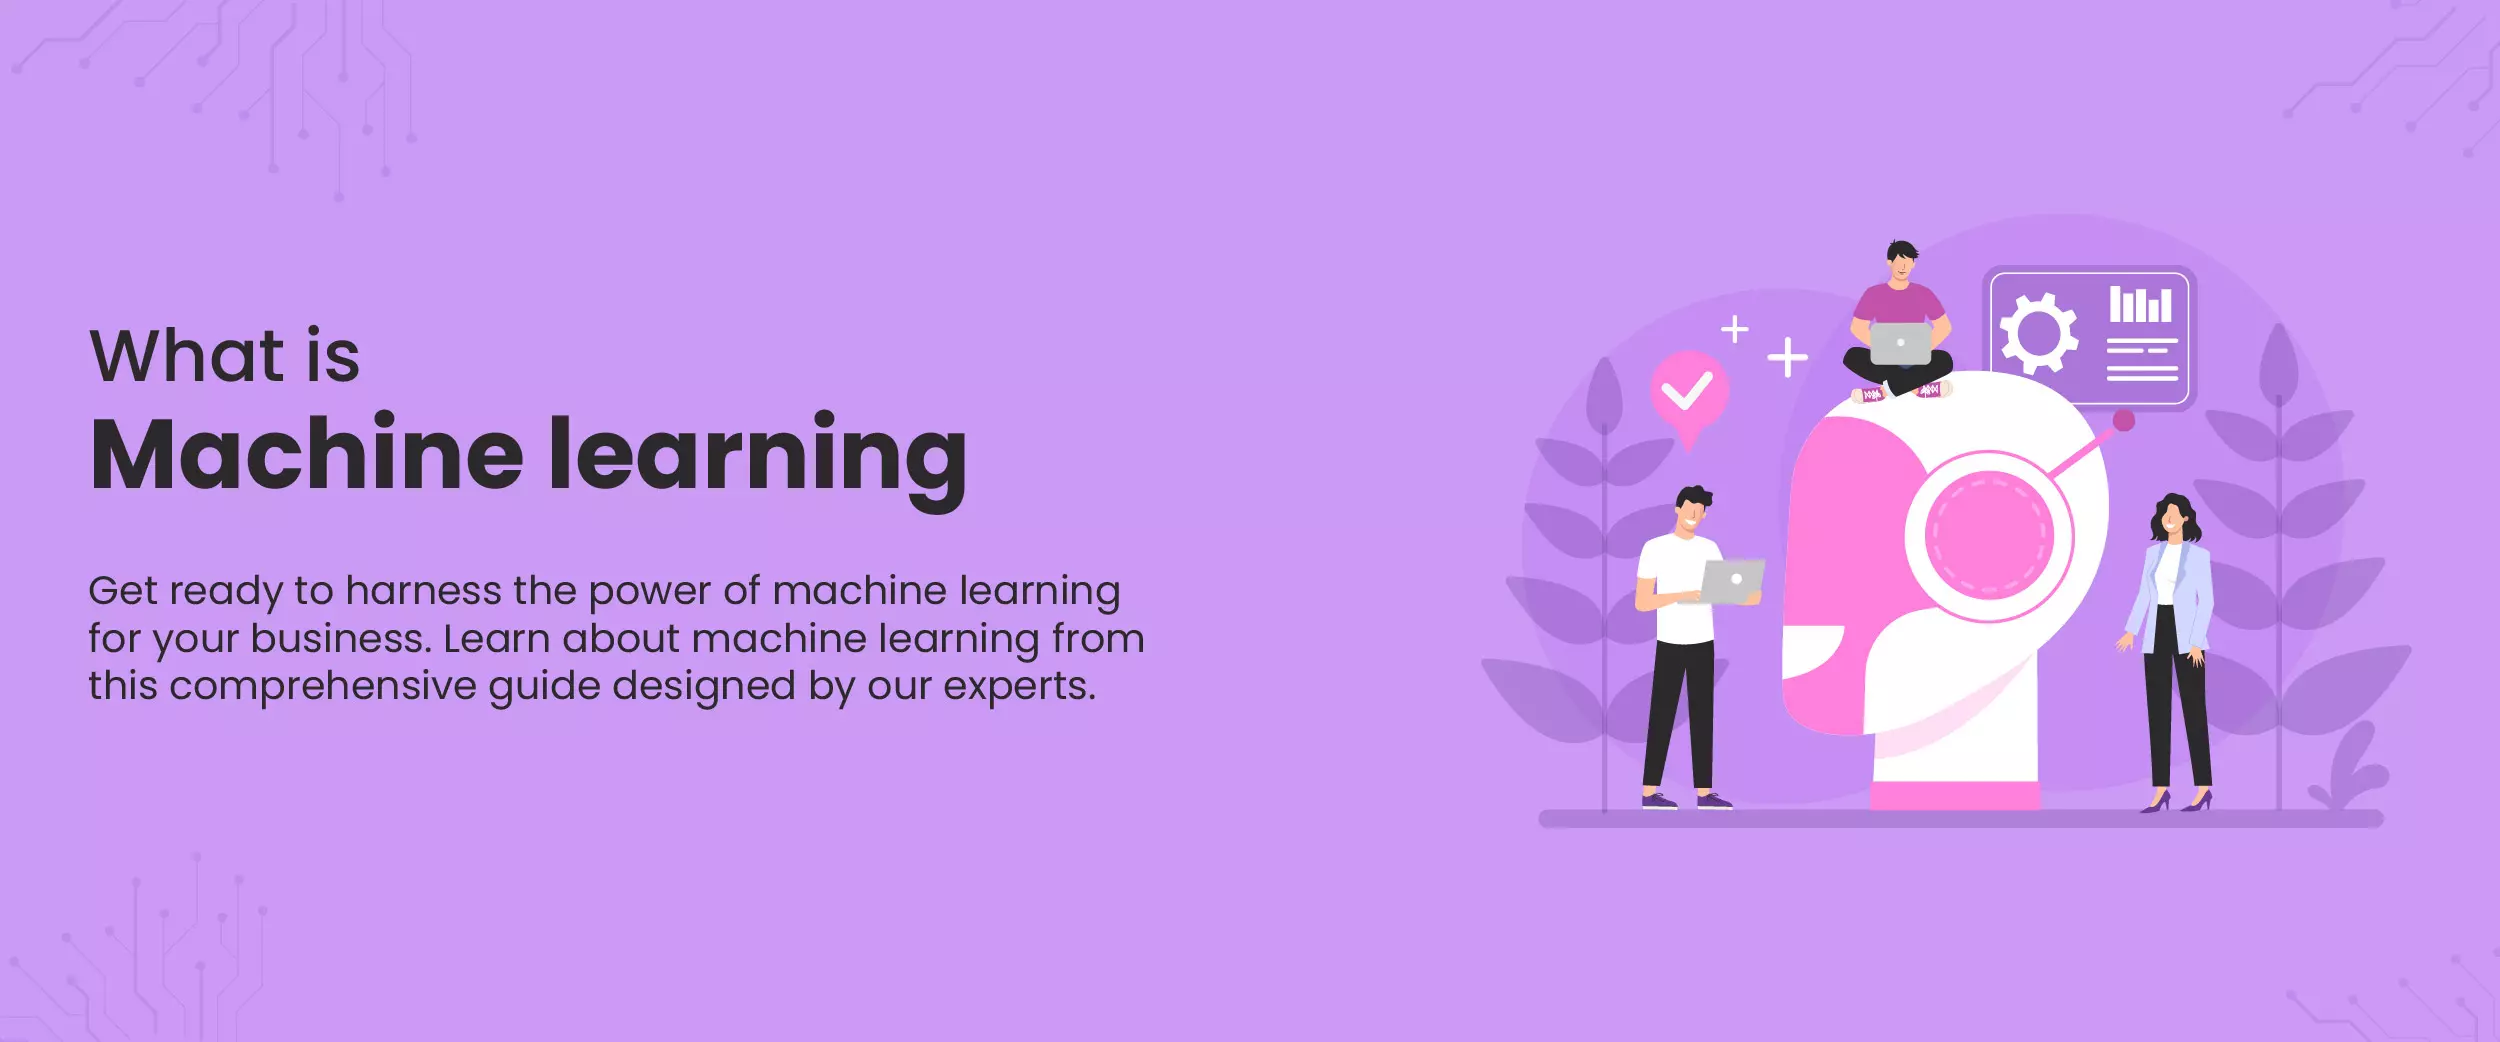 What is
Machine learning
Get ready to harness the power of machine learning
for your business. Learn about machine learning from
this comprehensive guide designed by our experts.